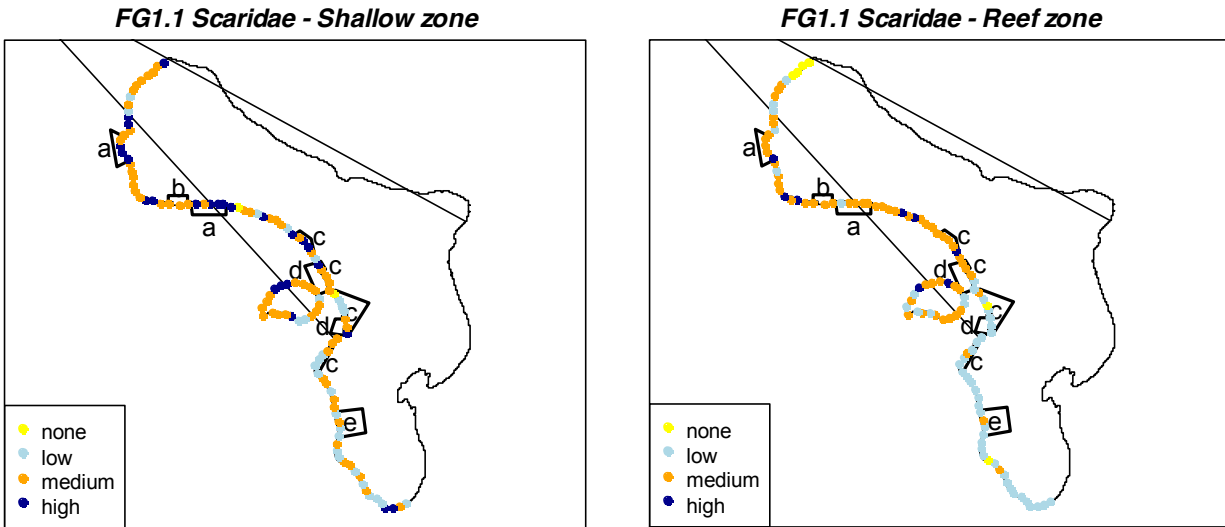 FG1.1 Scaridae - Shallow zone
a
b
a
c
c
d
c
d
c
e
none
low
medium
high
FG1.1 Scaridae - Reef zone
a
b
a
c
c
d
c
d
c
e
none
low
medium
high